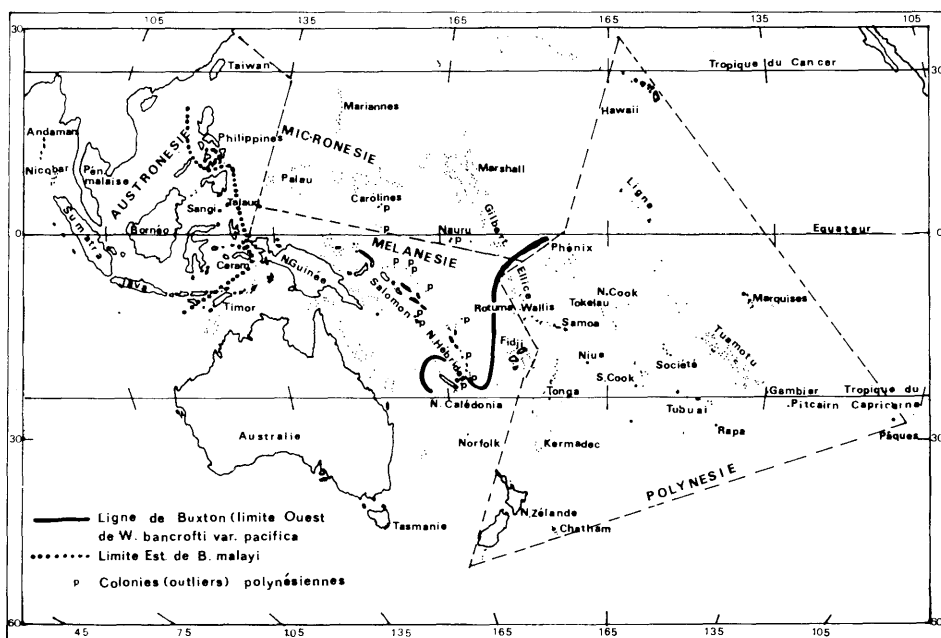 105 135 165 165 135 105
30 30
Taiwan
Tropique du Cancer
30 30
Mariannes
Hawaii
Andaman
Philippines
MICRONESIE
AUSTRONESIE
Marshall
Nicobar
Pén. malaise
Palau
Ligne
Carolines
p
Sangi
Talaud
Gilbert
Sumatra
Bornéo
p
Nauru
p
0 0
Equateur
MELANESIE
Phénix
Ceram
N.Guinée
p p
p
Ellice
Java
Salomon
p
N.Cook
Marquises
Timor
p
Rotuma
Wallis
Tokelau
p
Samoa
N.Hébrides
Fidji
Tuamotu
p
Niue
Société
p
p
S.Cook
Gambier
Tropique du
Capricorne
N. Calédonia
Tonga
Tubuai
Pitcairn
Australie
Norfolk
Kermadec
Rapa
Pâques
30 30
POLYNESIE
N.Zélande
Chatham
Tasmanie
Ligne de Buxton (limite Ouest
de W. bancrofti var. pacifica
Limite Est. de B. malayi
p Colonies (outliers) polynésiennes
60 60
45 75 105 135 165 165 135 105